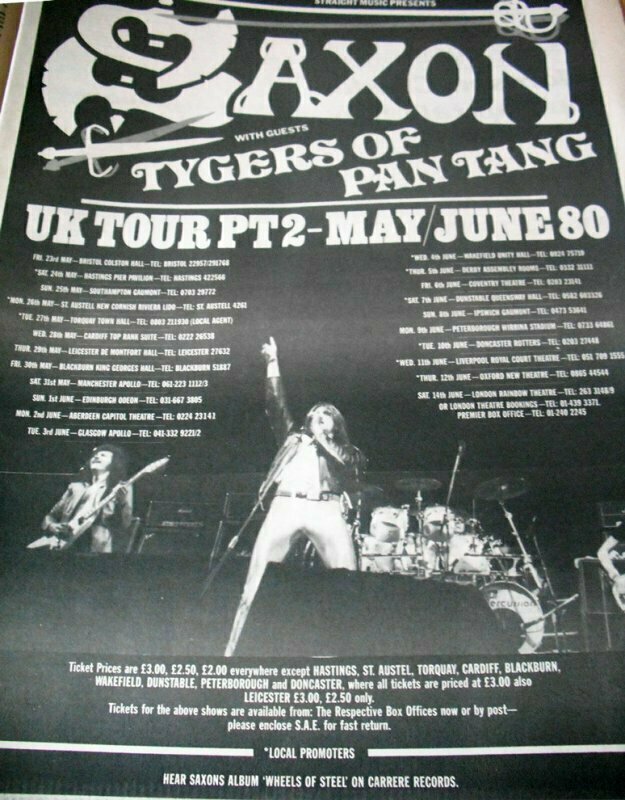 STRAIGHT MUSIC PRESENTS
SAXON
WITH GUESTS
TYGERS OF
PAN TANG
UK TOUR PT 2-MAY/JUNE 80
FRI. 23rd MAY—BRISTOL COLSTON HALL—TEL: BRISTOL 22957/291768
*SAT. 24th MAY—HASTINGS PIER PAVILION—TEL: HASTINGS 422566
SUN. 25th MAY—SOUTHAMPTON GAUMONT—TEL: 0703 29772
*MON. 26th MAY—ST. AUSTELL NEW CORNISH RIVIERA LIDO—TEL: ST. AUSTELL 4261
*TUE. 27th MAY—TORQUAY TOWN HALL—TEL: 0803 211930 (LOCAL AGENT)
WED. 28th MAY—CARDIFF TOP RANK SUITE—TEL: 0222 26538
THUR. 29th MAY—LEICESTER DE MONTFORT HALL—TEL: LEICESTER 27632
FRI. 30th MAY—BLACKBURN KING GEORGES HALL—TEL: BLACKBURN 51887
SAT. 31st MAY—MANCHESTER APOLLO—TEL: 061-223 1112/3
SUN. 1st JUNE—EDINBURGH ODEON—TEL: 031-667 3805
MON. 2nd JUNE—ABERDEEN CAPITOL THEATRE—TEL: 0224 23141
TUE. 3rd JUNE—GLASGOW APOLLO—TEL: 041-332 9221/2
*WED. 4th JUNE—WAKEFIELD UNITY HALL—TEL: 0924 75719
*THUR. 5th JUNE—DERBY ASSEMBLY ROOMS—TEL: 0332 31111
FRI. 6th JUNE—COVENTRY THEATRE—TEL: 0203 23141
*SAT. 7th JUNE—DUNSTABLE QUEENSWAY HALL—TEL: 0582 603326
SUN. 8th JUNE—IPSWICH GAUMONT—TEL: 0473 53641
MON. 9th JUNE—PETERBOROUGH WIRRINA STADIUM—TEL: 0733 64861
*TUE. 10th JUNE—DONCASTER ROTTERS—TEL: 0203 27448
*WED. 11th JUNE—LIVERPOOL ROYAL COURT THEATRE—TEL: 051 709 1555
*THUR. 12th JUNE—OXFORD NEW THEATRE—TEL: 0865 44544
SAT. 14th JUNE—LONDON RAINBOW THEATRE—TEL: 263 3148/9
OR LONDON THEATRE BOOKINGS—TEL: 01-439 3371.
PREMIER BOX OFFICE—TEL: 01-240 2245
Percussion
Ticket Prices are £3.00, £2.50, £2.00 everywhere except HASTINGS, ST. AUSTEL, TORQUAY, CARDIFF, BLACKBURN,
WAKEFIELD, DUNSTABLE, PETERBOROUGH and DONCASTER, where all tickets are priced at £3.00 also
LEICESTER £3.00, £2.50 only.
Tickets for the above shows are available from: The Respective Box Offices now or by post—
please enclose S.A.E. for fast return.
*LOCAL PROMOTERS
HEAR SAXONS ALBUM 'WHEELS OF STEEL' ON CARRERE RECORDS.